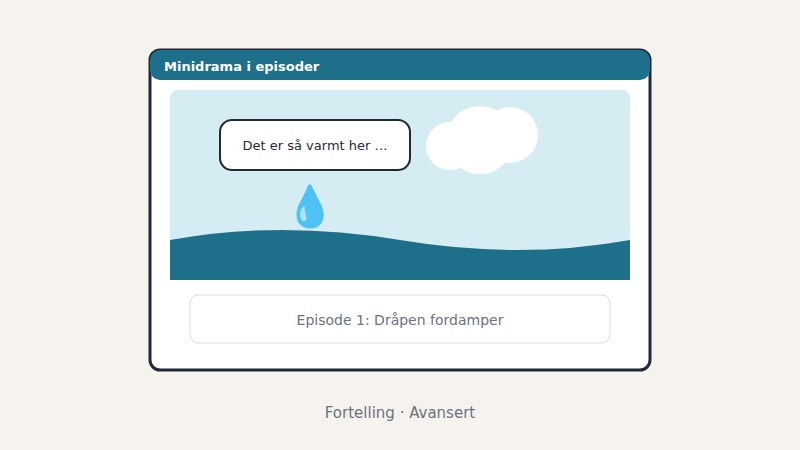 Minidrama i episoder
Det er så varmt her …
Episode 1: Dråpen fordamper
Fortelling · Avansert